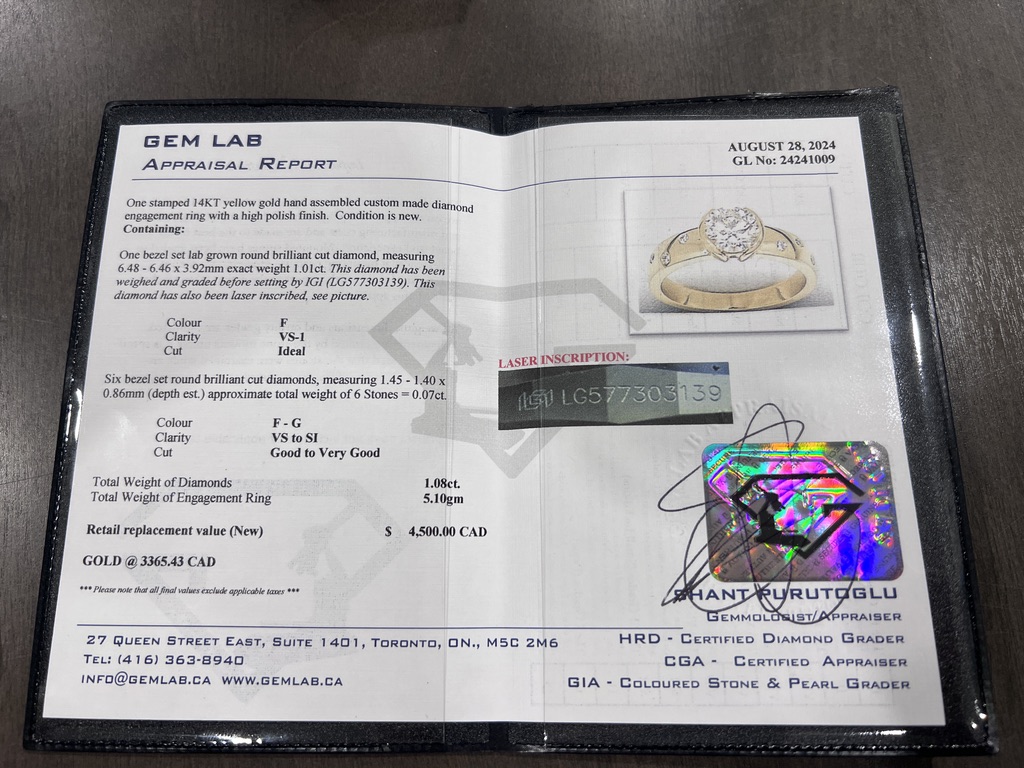 GEM LAB
APPRAISAL REPORT
AUGUST 28, 2024
GL No: 24241009
One stamped 14KT yellow gold hand assembled custom made diamond
engagement ring with a high polish finish. Condition is new.
Containing:
One bezel set lab grown round brilliant cut diamond, measuring
6.48 - 6.46 x 3.92mm exact weight 1.01ct. This diamond has been
weighed and graded before setting by IGI (LG577303139). This
diamond has also been laser inscribed, see picture.
Colour F
Clarity VS-1
Cut Ideal
Six bezel set round brilliant cut diamonds, measuring 1.45 - 1.40 x
0.86mm (depth est.) approximate total weight of 6 Stones = 0.07ct.
Colour F - G
Clarity VS to SI
Cut Good to Very Good
Total Weight of Diamonds 1.08ct.
Total Weight of Engagement Ring 5.10gm
Retail replacement value (New) $ 4,500.00 CAD
GOLD @ 3365.43 CAD
*** Please note that all final values exclude applicable taxes ***
LASER INSCRIPTION:
IGI LG577303139
SHANT PURUTOGLU
GEMMOLOGIST/APPRAISER
HRD - CERTIFIED DIAMOND GRADER
CGA - CERTIFIED APPRAISER
GIA - COLOURED STONE & PEARL GRADER
27 QUEEN STREET EAST, SUITE 1401, TORONTO, ON., M5C 2M6
TEL: (416) 363-8940
INFO@GEMLAB.CA WWW.GEMLAB.CA